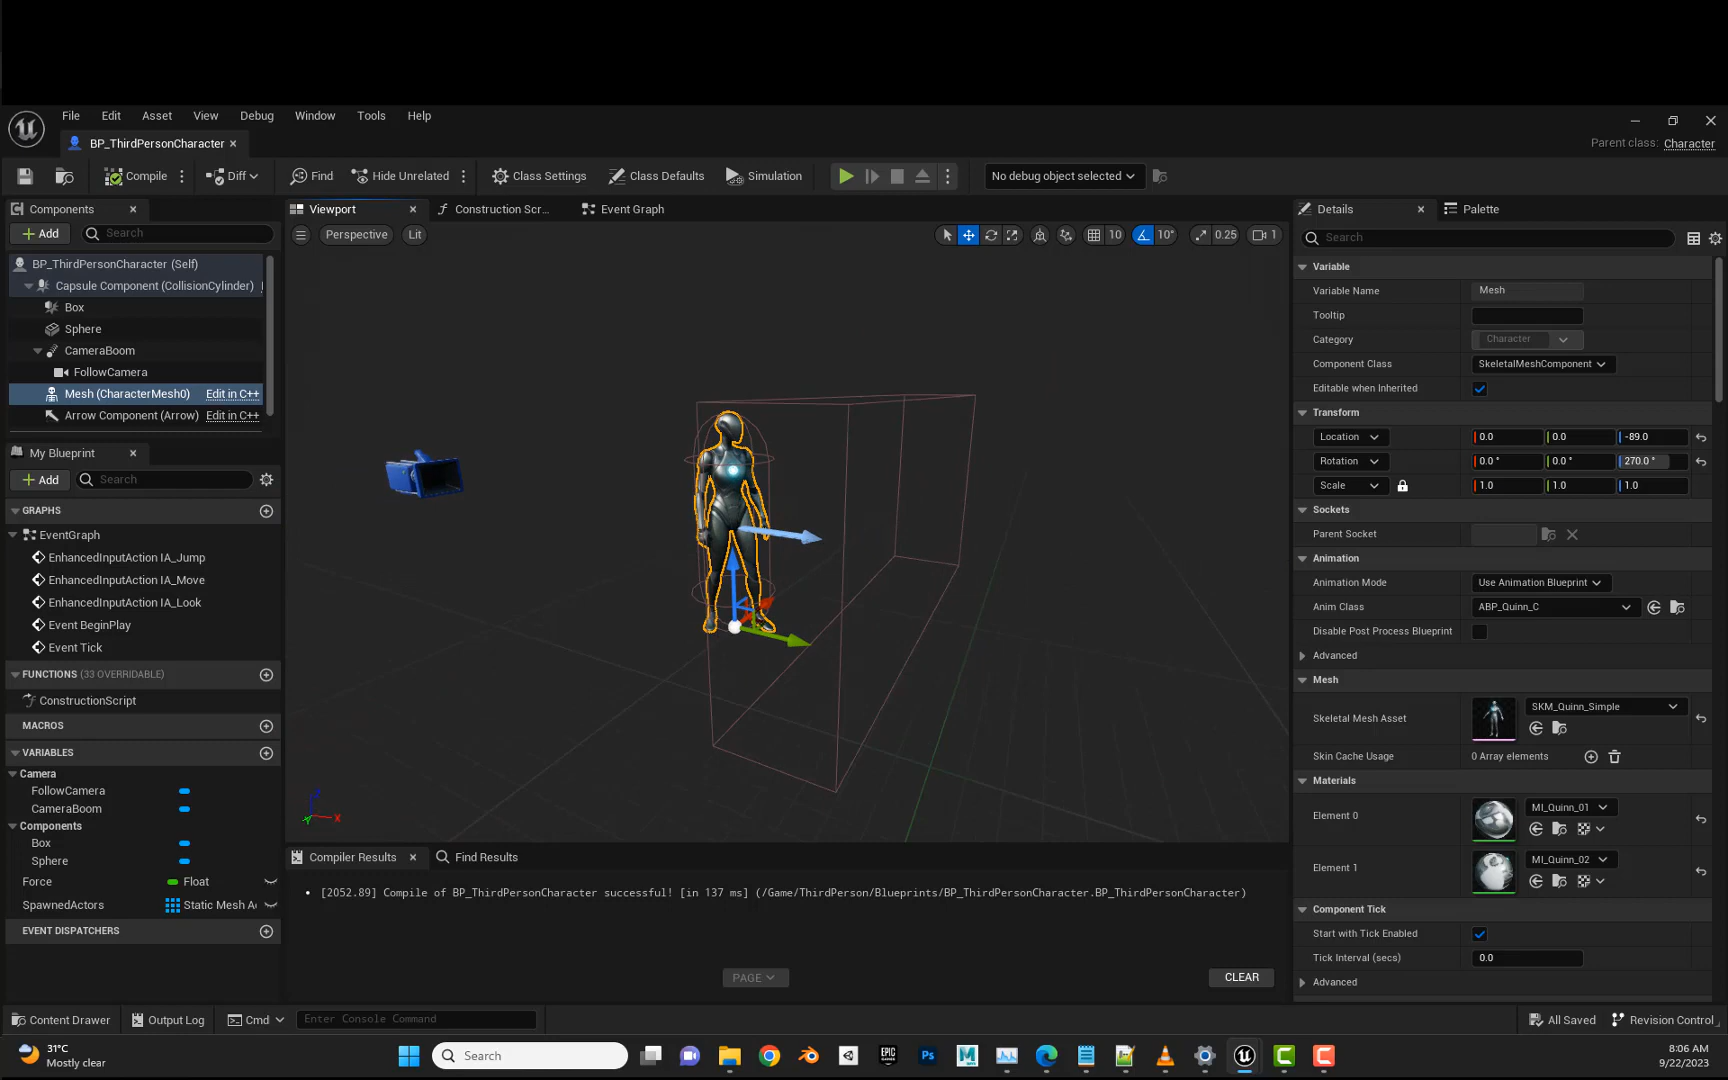 File Edit Asset View Debug Window Tools Help
BP_ThirdPersonCharacter
Parent class: Character
Compile Diff Find Hide Unrelated Class Settings Class Defaults Simulation No debug object selected
Components
Add Search
BP_ThirdPersonCharacter (Self)
Capsule Component (CollisionCylinder)
Box
Sphere
CameraBoom
FollowCamera
Mesh (CharacterMesh0) Edit in C++
Arrow Component (Arrow) Edit in C++
My Blueprint
Add Search
GRAPHS
EventGraph
EnhancedInputAction IA_Jump
EnhancedInputAction IA_Move
EnhancedInputAction IA_Look
Event BeginPlay
Event Tick
FUNCTIONS (33 OVERRIDABLE)
ConstructionScript
MACROS
VARIABLES
Camera
FollowCamera
CameraBoom
Components
Box
Sphere
Force Float
SpawnedActors Static Mesh Ac
EVENT DISPATCHERS
Viewport Construction Scr... Event Graph
Perspective Lit 10 10° 0.25 1
Z
X
Y
Compiler Results Find Results
[2052.89] Compile of BP_ThirdPersonCharacter successful! [in 137 ms] (/Game/ThirdPerson/Blueprints/BP_ThirdPersonCharacter.BP_ThirdPersonCharacter)
PAGE CLEAR
Details Palette
Search
Variable
Variable Name Mesh
Tooltip
Category Character
Component Class SkeletalMeshComponent
Editable when Inherited
Transform
Location 0.0 0.0 -89.0
Rotation 0.0° 0.0° 270.0°
Scale 1.0 1.0 1.0
Sockets
Parent Socket
Animation
Animation Mode Use Animation Blueprint
Anim Class ABP_Quinn_C
Disable Post Process Blueprint
Advanced
Mesh
Skeletal Mesh Asset SKM_Quinn_Simple
Skin Cache Usage 0 Array elements
Materials
Element 0 MI_Quinn_01
Element 1 MI_Quinn_02
Component Tick
Start with Tick Enabled
Tick Interval (secs) 0.0
Advanced
Content Drawer Output Log Cmd Enter Console Command All Saved Revision Control
31°C
Mostly clear
Search
EPIC GAMES
Ps
M
C
C
8:06 AM
9/22/2023